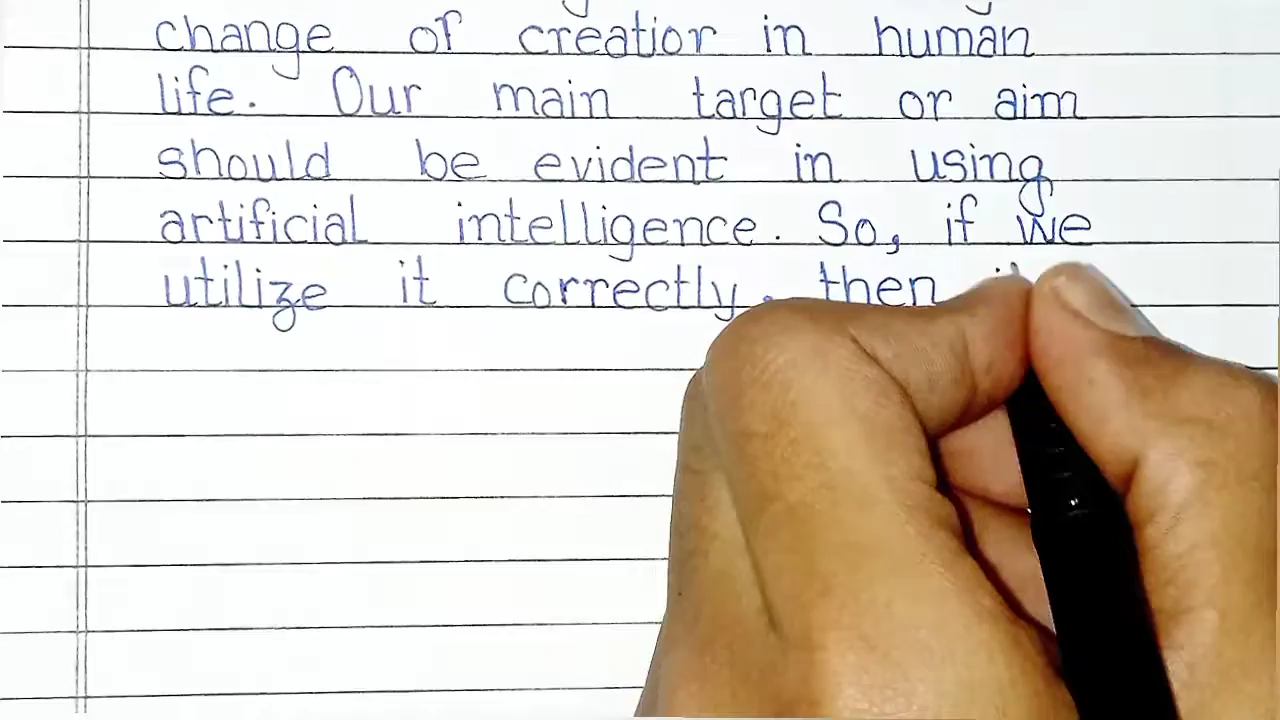 change or creation in human
life. Our main target or aim
should be evident in using
artificial intelligence. So, if we
utilize it correctly, then